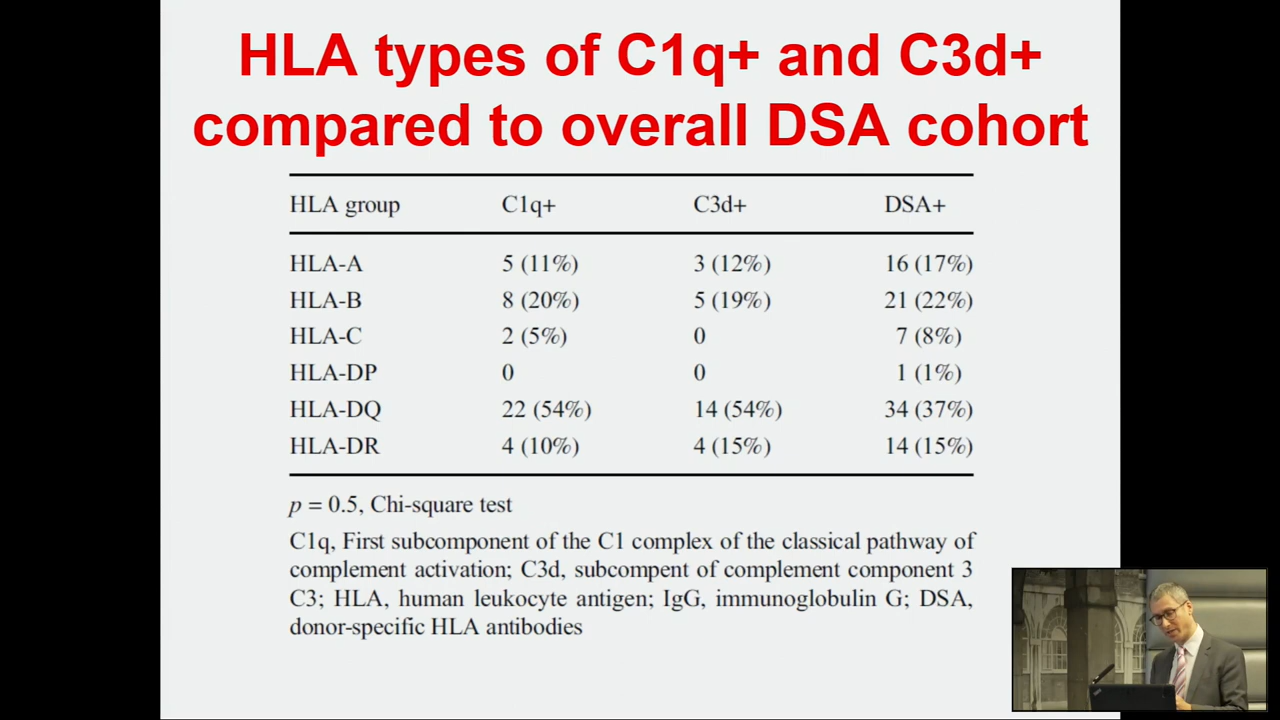 HLA types of C1q+ and C3d+
compared to overall DSA cohort
HLA group C1q+ C3d+ DSA+
HLA-A 5 (11%) 3 (12%) 16 (17%)
HLA-B 8 (20%) 5 (19%) 21 (22%)
HLA-C 2 (5%) 0 7 (8%)
HLA-DP 0 0 1 (1%)
HLA-DQ 22 (54%) 14 (54%) 34 (37%)
HLA-DR 4 (10%) 4 (15%) 14 (15%)
p = 0.5, Chi-square test
C1q, First subcomponent of the C1 complex of the classical pathway of
complement activation; C3d, subcompent of complement component 3
C3; HLA, human leukocyte antigen; IgG, immunoglobulin G; DSA,
donor-specific HLA antibodies